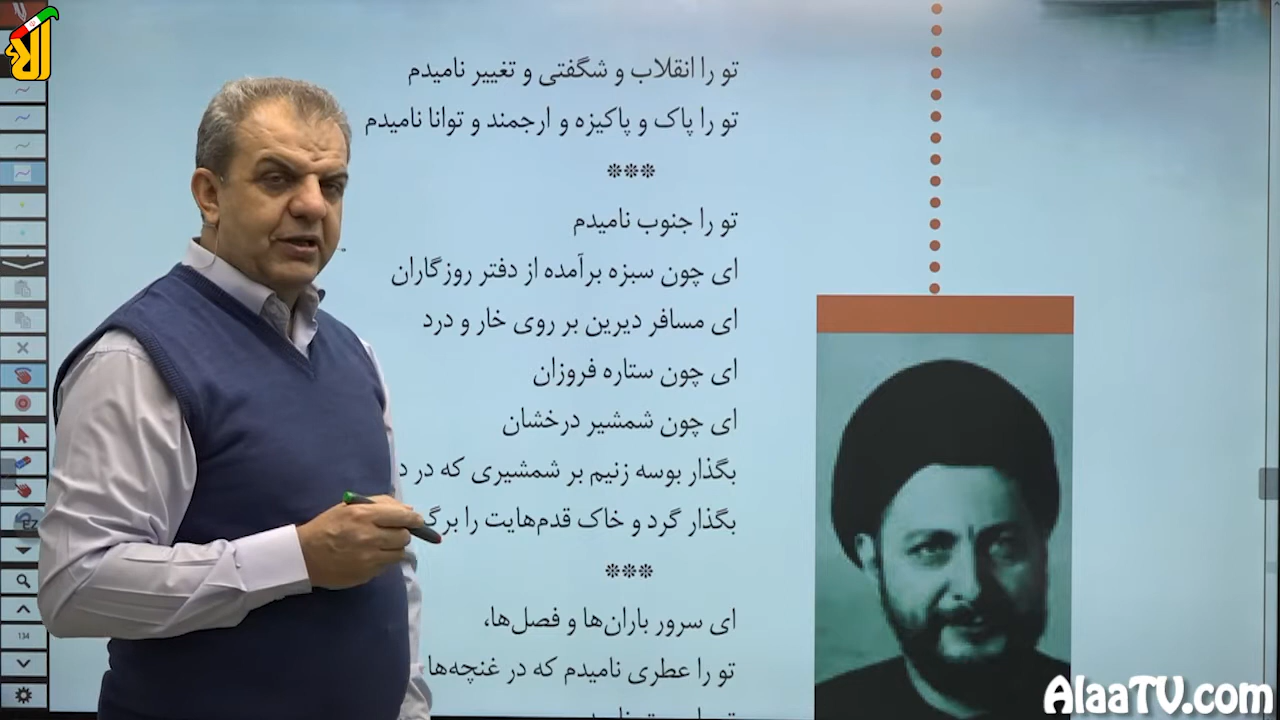 الا
تو را انقلاب و شگفتی و تغییر نامیدم
تو را پاک و پاکیزه و ارجمند و توانا نامیدم
***
تو را جنوب نامیدم
ای چون سبزه برآمده از دفتر روزگاران
ای مسافر دیرین بر روی خار و درد
ای چون ستاره فروزان
ای چون شمشیر درخشان
بگذار بوسه زنیم بر شمشیری که در
بگذار گرد و خاک قدم‌هایت را
***
ای سرور باران‌ها و فصل‌ها،
تو را عطری نامیدم که در غنچه‌ها
134
AlaaTV.com